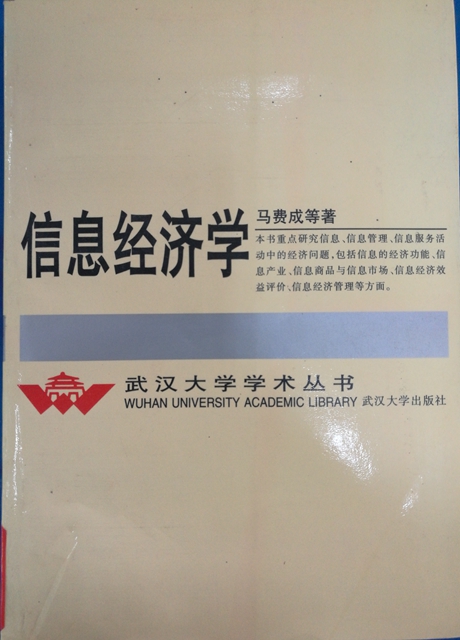 信息经济学
马费成等著
本书重点研究信息、信息管理、信息服务活
动中的经济问题，包括信息的经济功能、信
息产业、信息商品与信息市场、信息经济效
益评价、信息经济管理等方面。
武汉大学学术丛书
WUHAN UNIVERSITY ACADEMIC LIBRARY 武汉大学出版社